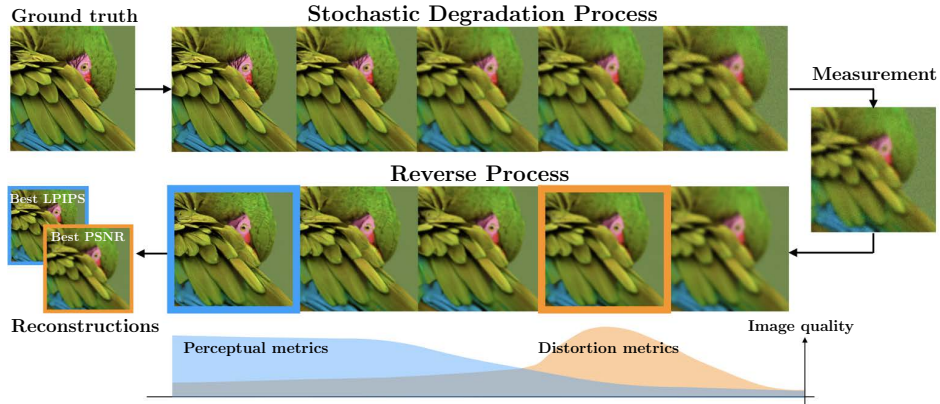 Stochastic Degradation Process
Ground truth
Measurement
Reverse Process
Best LPIPS
Best PSNR
Reconstructions
Image quality
Perceptual metrics
Distortion metrics